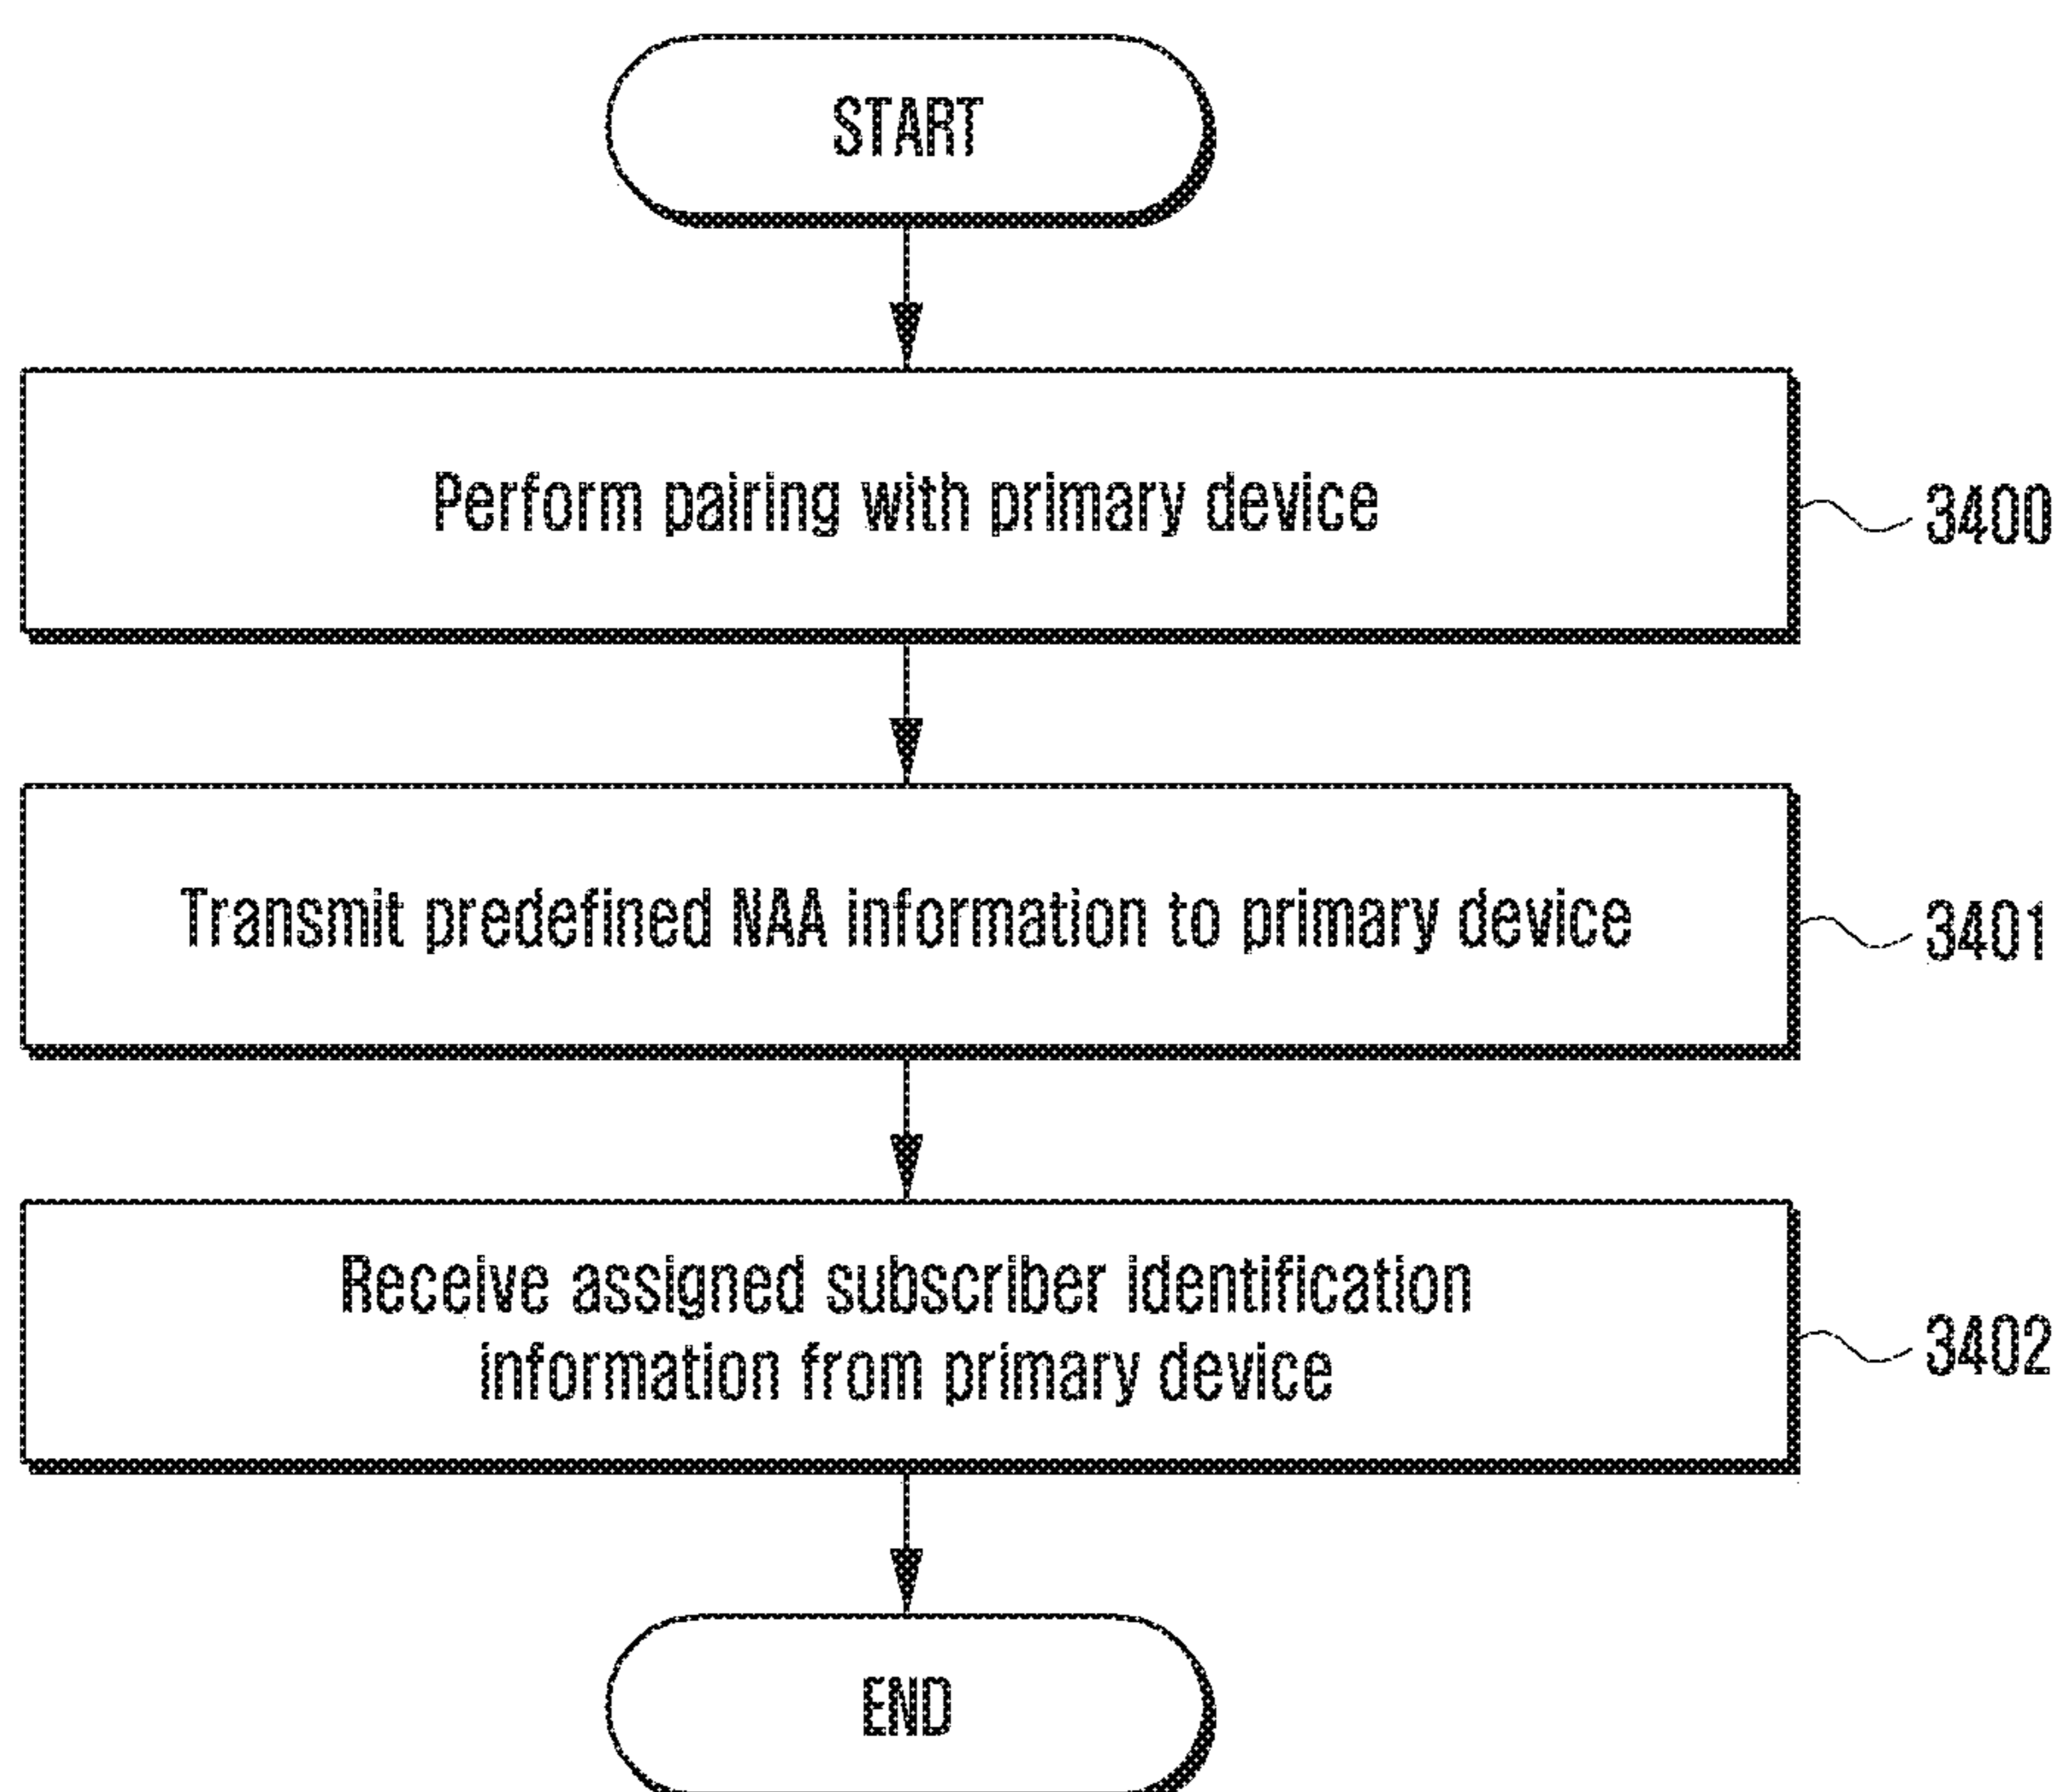 START
Perform pairing with primary device
3400
Transmit predefined NAA information to primary device
3401
Receive assigned subscriber identification
information from primary device
3402
END